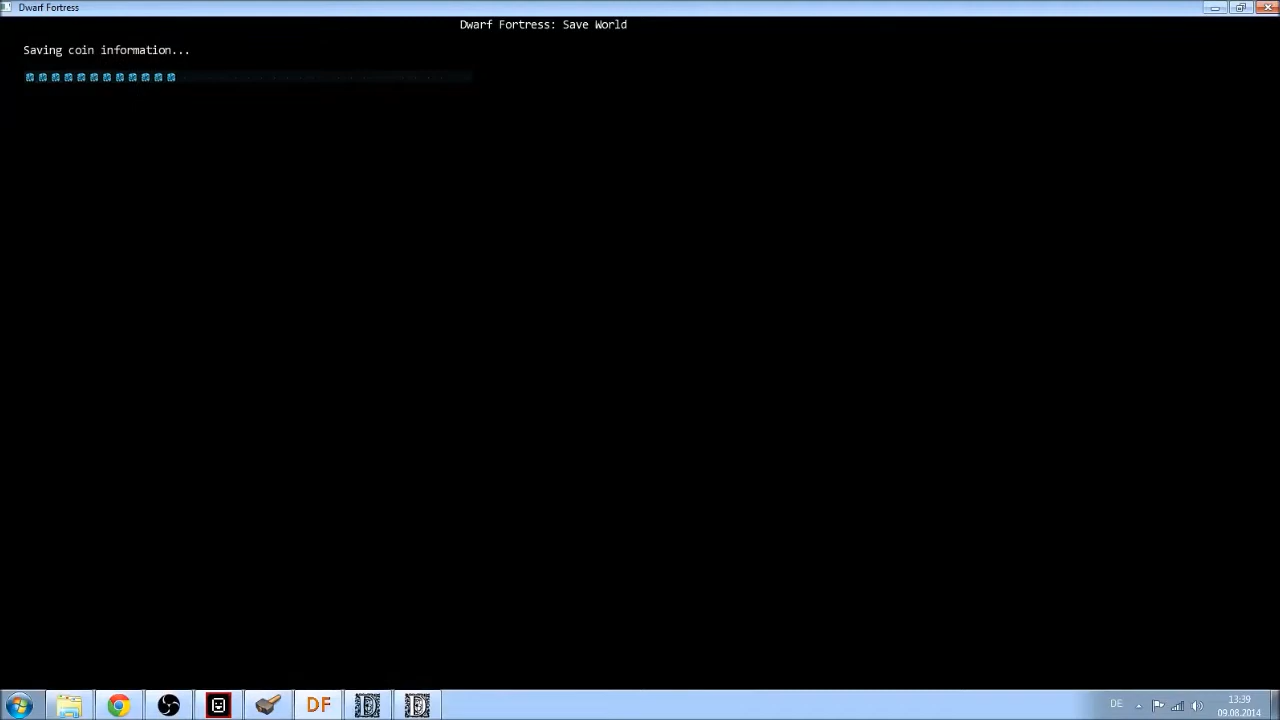 Dwarf Fortress
Dwarf Fortress: Save World
Saving coin information...
DF
DE
13:39
09.08.2014